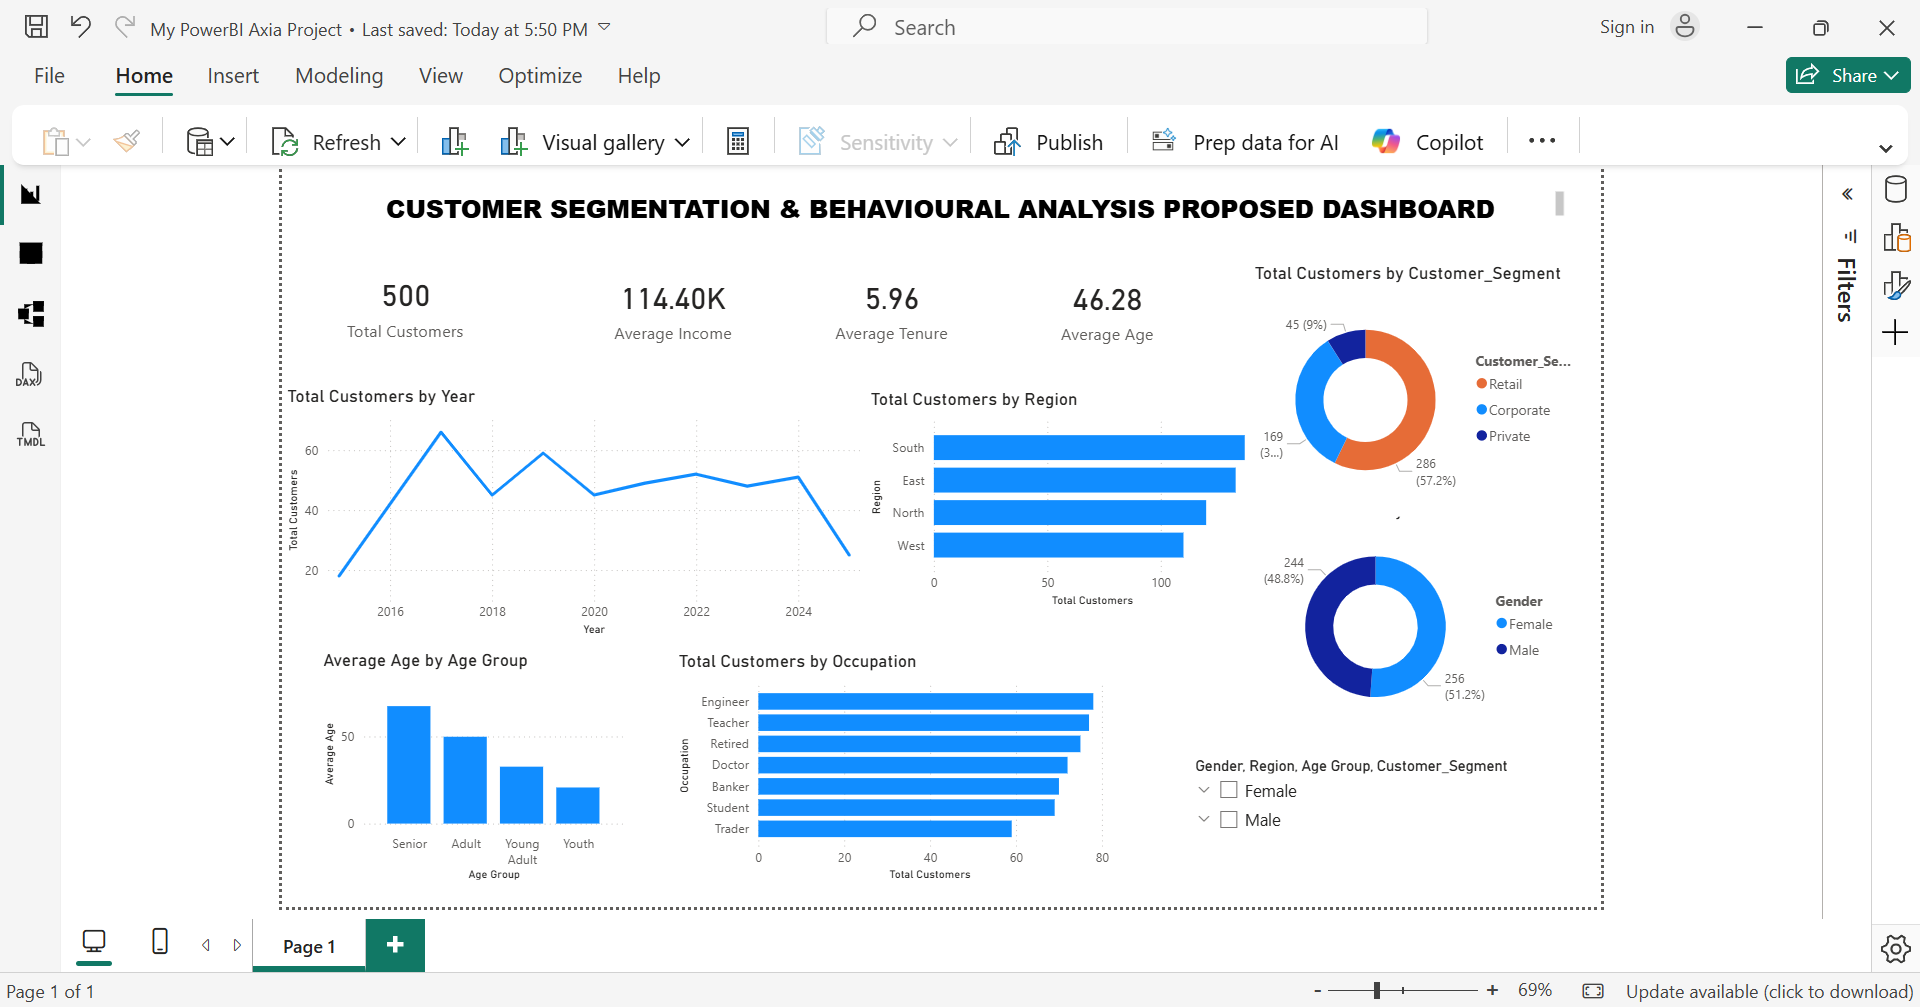 My PowerBI Axia Project • Last saved: Today at 5:50 PM
Search
Sign in
File Home Insert Modeling View Optimize Help
Share
Refresh
Visual gallery
Sensitivity
Publish
Prep data for AI
Copilot
DAX
TMDL
CUSTOMER SEGMENTATION & BEHAVIOURAL ANALYSIS PROPOSED DASHBOARD
500
Total Customers
114.40K
Average Income
5.96
Average Tenure
46.28
Average Age
Total Customers by Customer_Segment
45 (9%)
169
(3...)
286
(57.2%)
Customer_Se...
Retail
Corporate
Private
Total Customers by Year
Total Customers
60
40
20
2016 2018 2020 2022 2024
Year
Total Customers by Region
Region
South
East
North
West
0 50 100
Total Customers
244
(48.8%)
256
(51.2%)
Gender
Female
Male
Average Age by Age Group
Average Age
50
0
Senior Adult Young Adult Youth
Age Group
Total Customers by Occupation
Occupation
Engineer
Teacher
Retired
Doctor
Banker
Student
Trader
0 20 40 60 80
Total Customers
Gender, Region, Age Group, Customer_Segment
Female
Male
Filters
Page 1
Page 1 of 1
- + 69%
Update available (click to download)